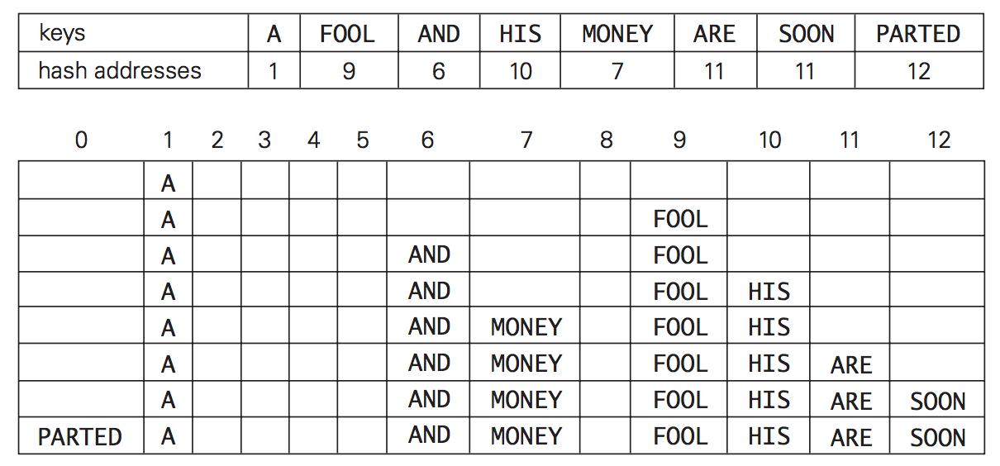 keys A FOOL AND HIS MONEY ARE SOON PARTED
hash addresses 1 9 6 10 7 11 11 12
0 1 2 3 4 5 6 7 8 9 10 11 12
A
A FOOL
A AND FOOL
A AND FOOL HIS
A AND MONEY FOOL HIS
A AND MONEY FOOL HIS ARE
A AND MONEY FOOL HIS ARE SOON
PARTED A AND MONEY FOOL HIS ARE SOON